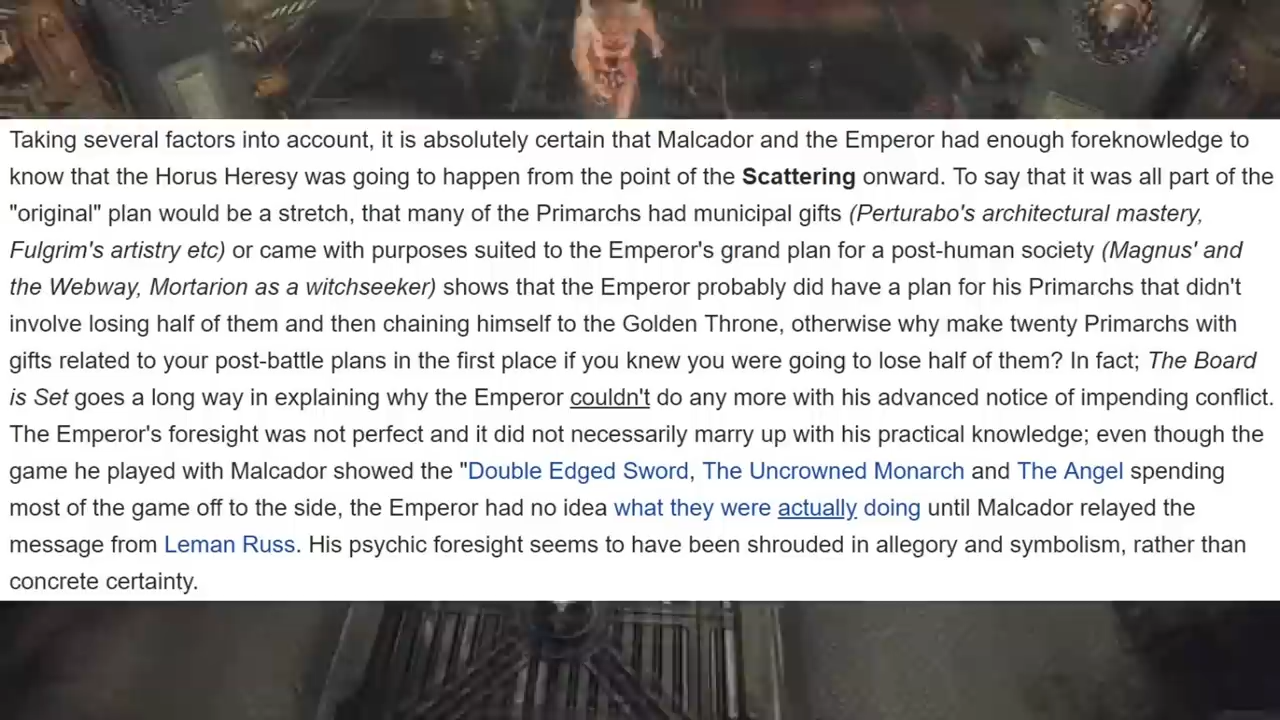 Taking several factors into account, it is absolutely certain that Malcador and the Emperor had enough foreknowledge to
know that the Horus Heresy was going to happen from the point of the Scattering onward. To say that it was all part of the
"original" plan would be a stretch, that many of the Primarchs had municipal gifts (Perturabo's architectural mastery,
Fulgrim's artistry etc) or came with purposes suited to the Emperor's grand plan for a post-human society (Magnus' and
the Webway, Mortarion as a witchseeker) shows that the Emperor probably did have a plan for his Primarchs that didn't
involve losing half of them and then chaining himself to the Golden Throne, otherwise why make twenty Primarchs with
gifts related to your post-battle plans in the first place if you knew you were going to lose half of them? In fact; The Board
is Set goes a long way in explaining why the Emperor couldn't do any more with his advanced notice of impending conflict.
The Emperor's foresight was not perfect and it did not necessarily marry up with his practical knowledge; even though the
game he played with Malcador showed the "Double Edged Sword, The Uncrowned Monarch and The Angel spending
most of the game off to the side, the Emperor had no idea what they were actually doing until Malcador relayed the
message from Leman Russ. His psychic foresight seems to have been shrouded in allegory and symbolism, rather than
concrete certainty.